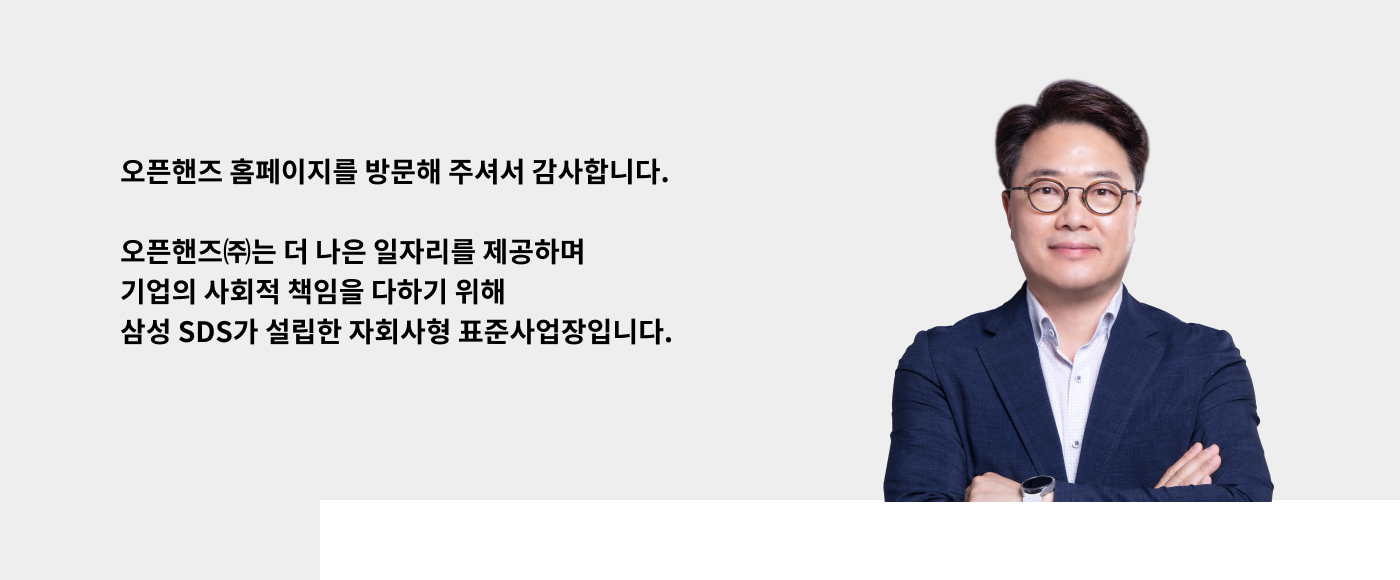 오픈핸즈 홈페이지를 방문해 주셔서 감사합니다.
오픈핸즈㈜는 더 나은 일자리를 제공하며
기업의 사회적 책임을 다하기 위해
삼성 SDS가 설립한 자회사형 표준사업장입니다.